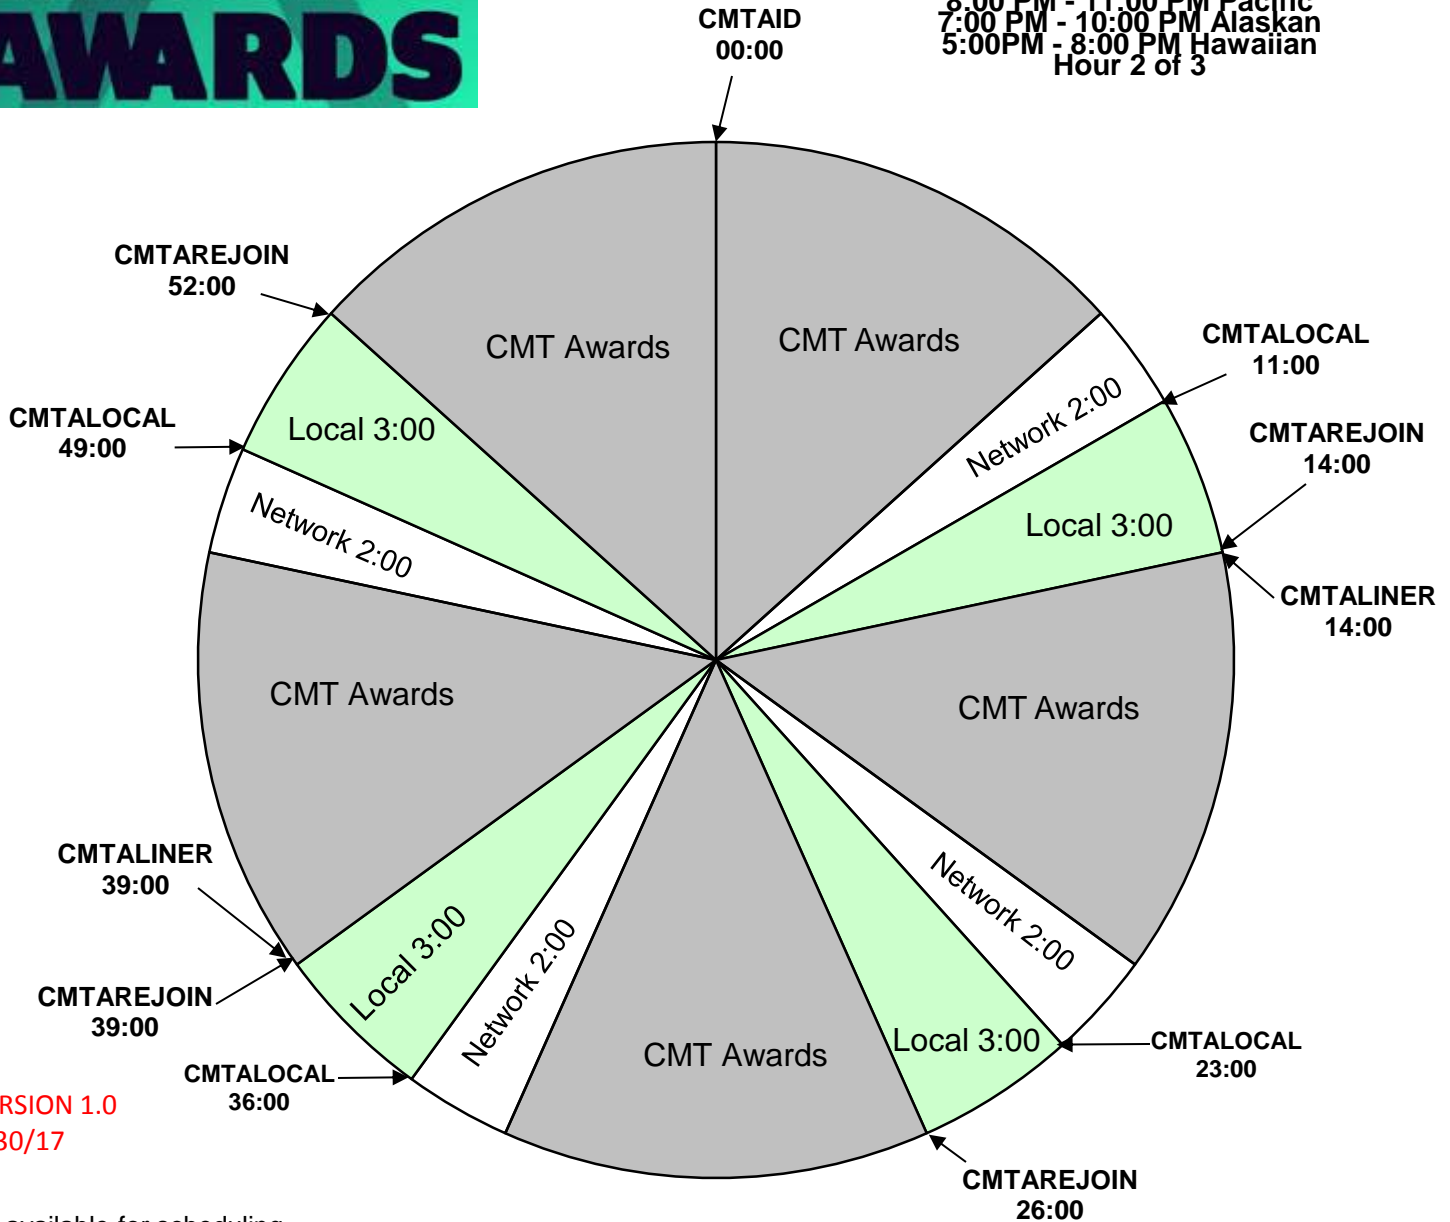 AWARDS
8:00 PM - 11:00 PM Pacific
7:00 PM - 10:00 PM Alaskan
5:00PM - 8:00 PM Hawaiian
Hour 2 of 3
CMTAID
00:00
CMTAREJOIN
52:00
CMT Awards
CMT Awards
CMTALOCAL
11:00
Network 2:00
CMTALOCAL
49:00
Local 3:00
CMTAREJOIN
14:00
Network 2:00
Local 3:00
CMTALINER
14:00
CMT Awards
CMT Awards
CMTALINER
39:00
Network 2:00
Local 3:00
Network 2:00
CMTAREJOIN
39:00
CMT Awards
Local 3:00
CMTALOCAL
23:00
CMTALOCAL
36:00
RSION 1.0
30/17
CMTAREJOIN
26:00
available for scheduling